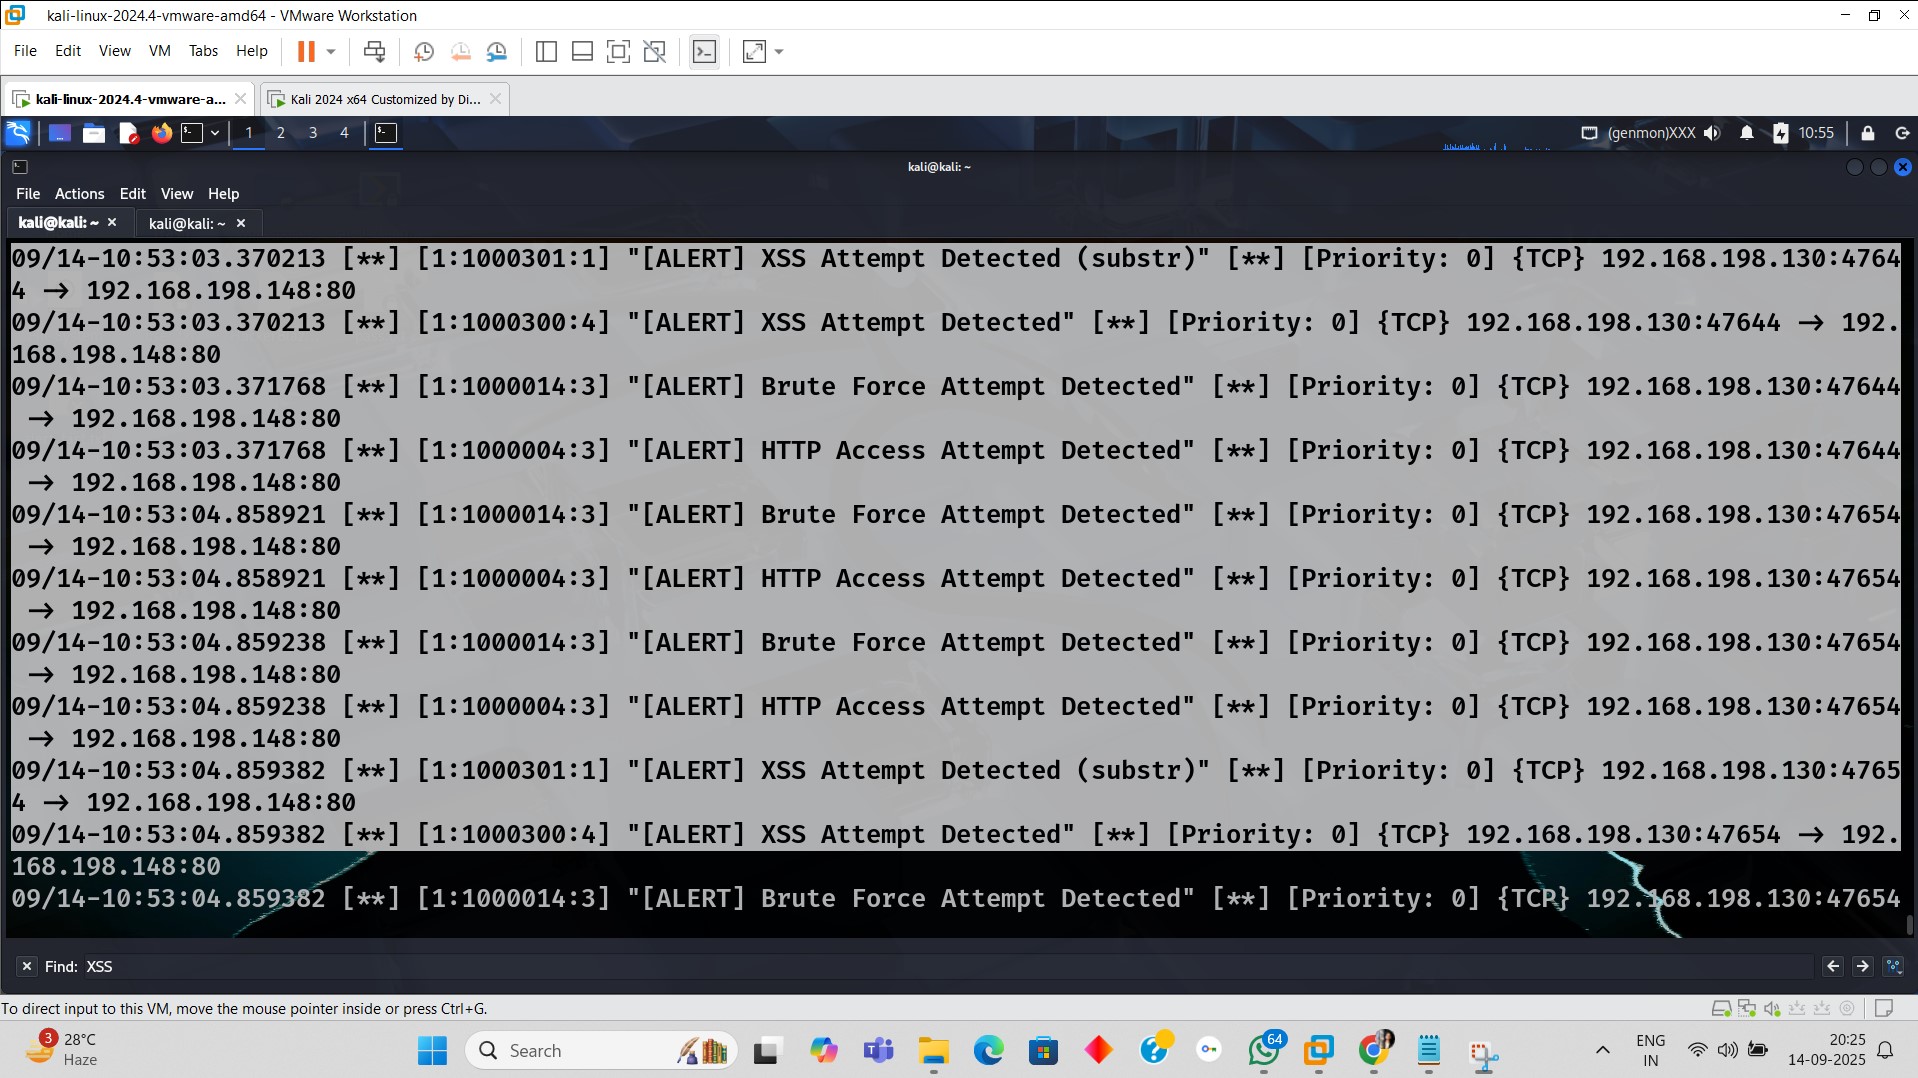 kali-linux-2024.4-vmware-amd64 - VMware Workstation
File Edit View VM Tabs Help
kali-linux-2024.4-vmware-a... Kali 2024 x64 Customized by Di...
1 2 3 4 (genmon)XXX 10:55
kali@kali: ~
File Actions Edit View Help
kali@kali: ~ kali@kali: ~
09/14-10:53:03.370213 [**] [1:1000301:1] "[ALERT] XSS Attempt Detected (substr)" [**] [Priority: 0] {TCP} 192.168.198.130:4764
4 → 192.168.198.148:80
09/14-10:53:03.370213 [**] [1:1000300:4] "[ALERT] XSS Attempt Detected" [**] [Priority: 0] {TCP} 192.168.198.130:47644 → 192.
168.198.148:80
09/14-10:53:03.371768 [**] [1:1000014:3] "[ALERT] Brute Force Attempt Detected" [**] [Priority: 0] {TCP} 192.168.198.130:47644
→ 192.168.198.148:80
09/14-10:53:03.371768 [**] [1:1000004:3] "[ALERT] HTTP Access Attempt Detected" [**] [Priority: 0] {TCP} 192.168.198.130:47644
→ 192.168.198.148:80
09/14-10:53:04.858921 [**] [1:1000014:3] "[ALERT] Brute Force Attempt Detected" [**] [Priority: 0] {TCP} 192.168.198.130:47654
→ 192.168.198.148:80
09/14-10:53:04.858921 [**] [1:1000004:3] "[ALERT] HTTP Access Attempt Detected" [**] [Priority: 0] {TCP} 192.168.198.130:47654
→ 192.168.198.148:80
09/14-10:53:04.859238 [**] [1:1000014:3] "[ALERT] Brute Force Attempt Detected" [**] [Priority: 0] {TCP} 192.168.198.130:47654
→ 192.168.198.148:80
09/14-10:53:04.859238 [**] [1:1000004:3] "[ALERT] HTTP Access Attempt Detected" [**] [Priority: 0] {TCP} 192.168.198.130:47654
→ 192.168.198.148:80
09/14-10:53:04.859382 [**] [1:1000301:1] "[ALERT] XSS Attempt Detected (substr)" [**] [Priority: 0] {TCP} 192.168.198.130:4765
4 → 192.168.198.148:80
09/14-10:53:04.859382 [**] [1:1000300:4] "[ALERT] XSS Attempt Detected" [**] [Priority: 0] {TCP} 192.168.198.130:47654 → 192.
168.198.148:80
09/14-10:53:04.859382 [**] [1:1000014:3] "[ALERT] Brute Force Attempt Detected" [**] [Priority: 0] {TCP} 192.168.198.130:47654
Find: XSS
To direct input to this VM, move the mouse pointer inside or press Ctrl+G.
3 28°C
Haze
Search
64
ENG
IN
20:25
14-09-2025